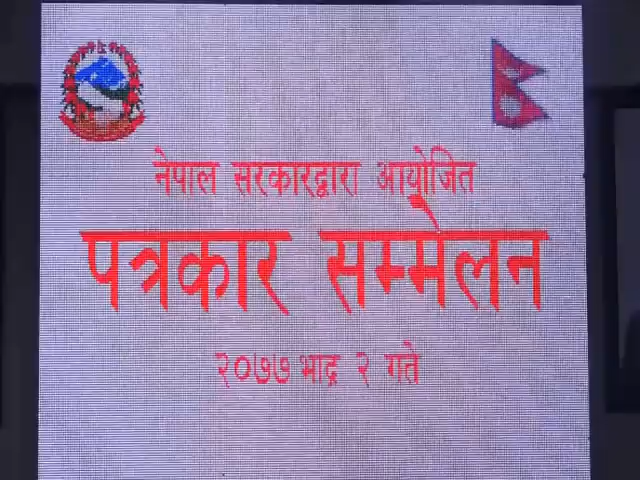 नेपाल सरकारद्वारा आयोजित
पत्रकार सम्मेलन
२०७७ भाद्र २ गते